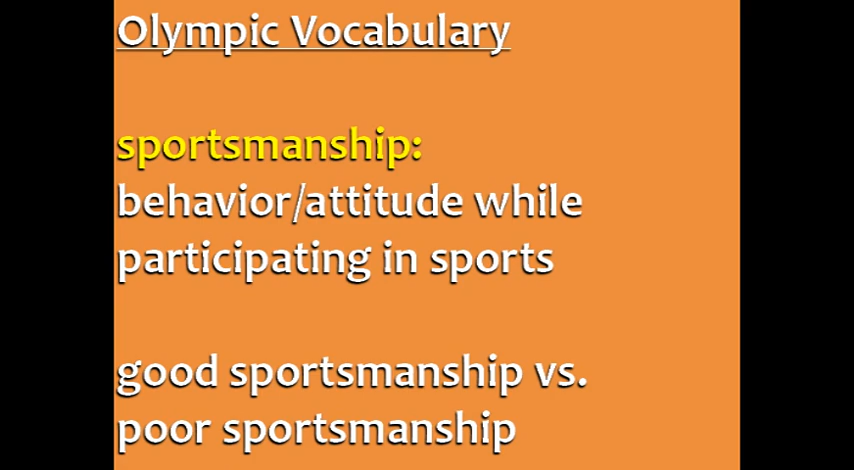 Olympic Vocabulary
sportsmanship:
behavior/attitude while
participating in sports
good sportsmanship vs.
poor sportsmanship